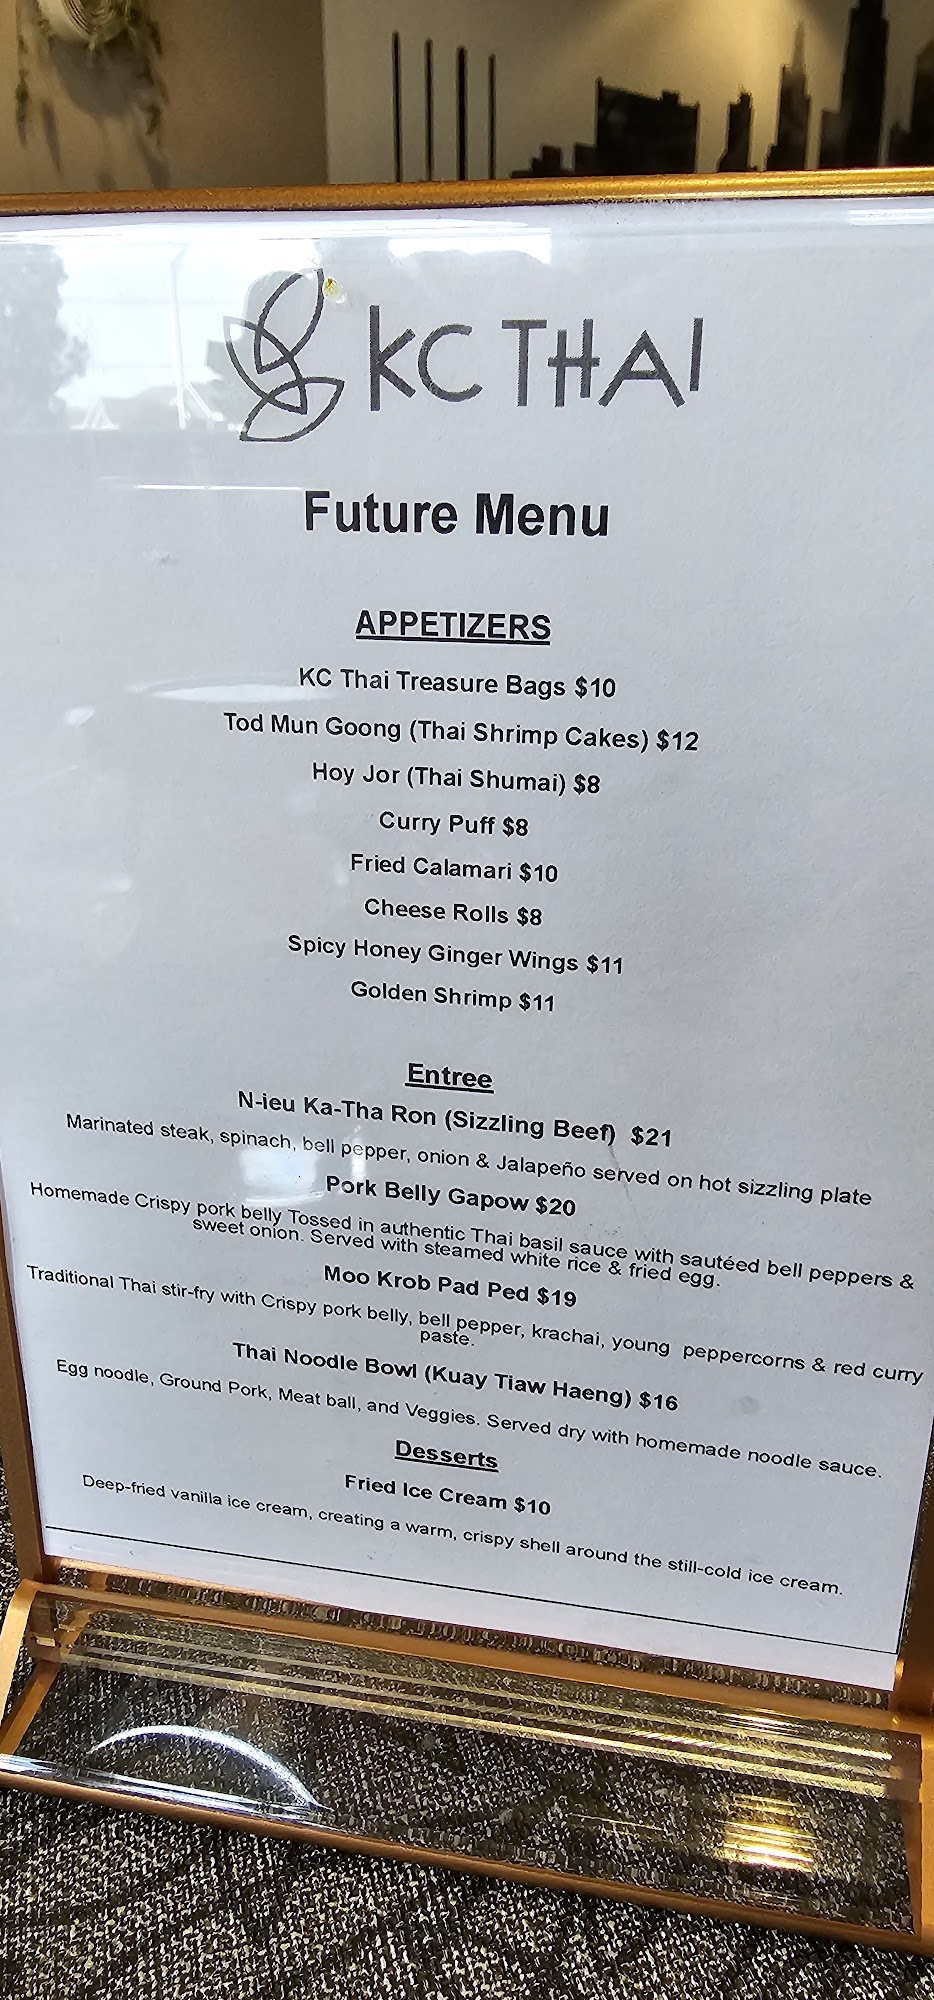 KC THAI
Future Menu
APPETIZERS
KC Thai Treasure Bags $10
Tod Mun Goong (Thai Shrimp Cakes) $12
Hoy Jor (Thai Shumai) $8
Curry Puff $8
Fried Calamari $10
Cheese Rolls $8
Spicy Honey Ginger Wings $11
Golden Shrimp $11
Entree
N-ieu Ka-Tha Ron (Sizzling Beef) $21
Marinated steak, spinach, bell pepper, onion & Jalapeño served on hot sizzling plate
Pork Belly Gapow $20
Homemade Crispy pork belly Tossed in authentic Thai basil sauce with sautéed bell peppers &
sweet onion. Served with steamed white rice & fried egg.
Moo Krob Pad Ped $19
Traditional Thai stir-fry with Crispy pork belly, bell pepper, krachai, young peppercorns & red curry
paste.
Thai Noodle Bowl (Kuay Tiaw Haeng) $16
Egg noodle, Ground Pork, Meat ball, and Veggies. Served dry with homemade noodle sauce.
Desserts
Fried Ice Cream $10
Deep-fried vanilla ice cream, creating a warm, crispy shell around the still-cold ice cream.